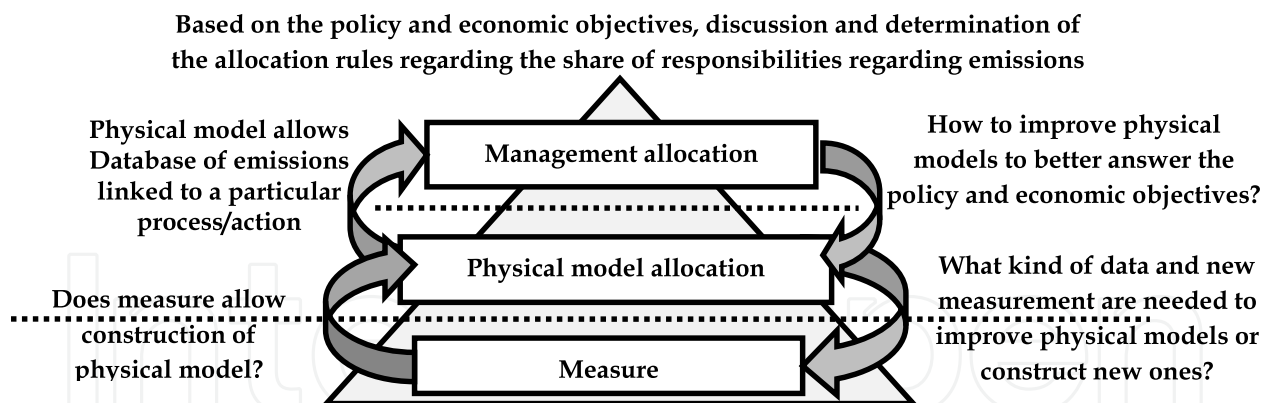 Based on the policy and economic objectives, discussion and determination of
the allocation rules regarding the share of responsibilities regarding emissions
Physical model allows
Database of emissions
linked to a particular
process/action
Management allocation
How to improve physical
models to better answer the
policy and economic objectives?
Physical model allocation
Does measure allow
construction of
physical model?
What kind of data and new
measurement are needed to
improve physical models or
construct new ones?
Measure